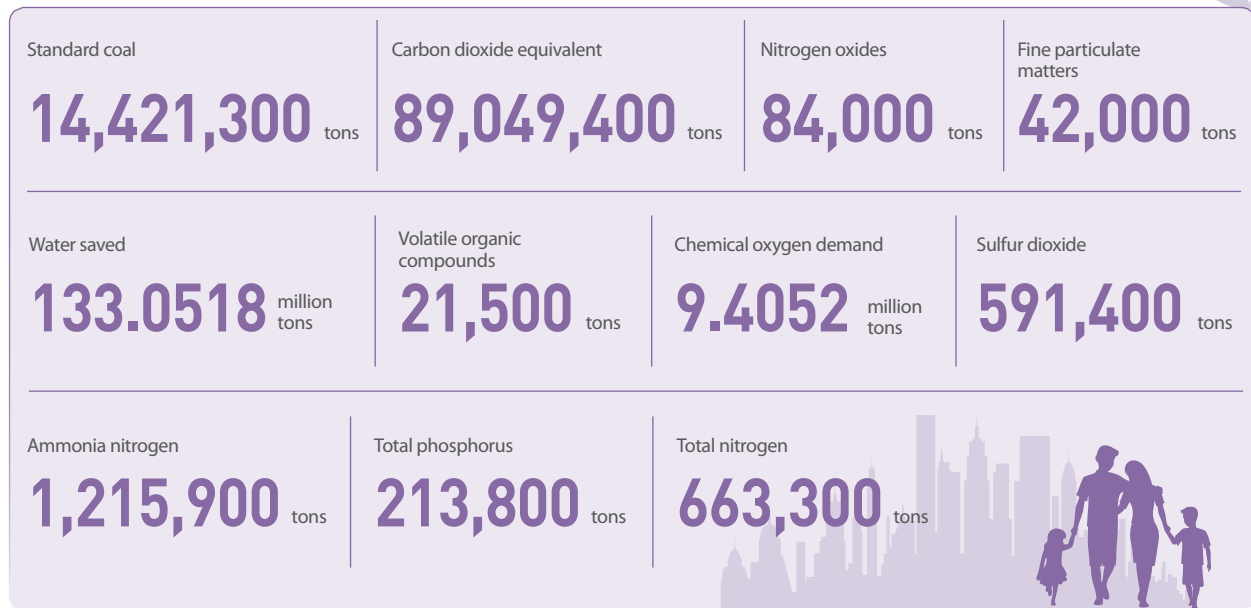 Standard coal
14,421,300 tons
Carbon dioxide equivalent
89,049,400 tons
Nitrogen oxides
84,000 tons
Fine particulate
matters
42,000 tons
Water saved
133.0518 million
tons
Volatile organic
compounds
21,500 tons
Chemical oxygen demand
9.4052 million
tons
Sulfur dioxide
591,400 tons
Ammonia nitrogen
1,215,900 tons
Total phosphorus
213,800 tons
Total nitrogen
663,300 tons